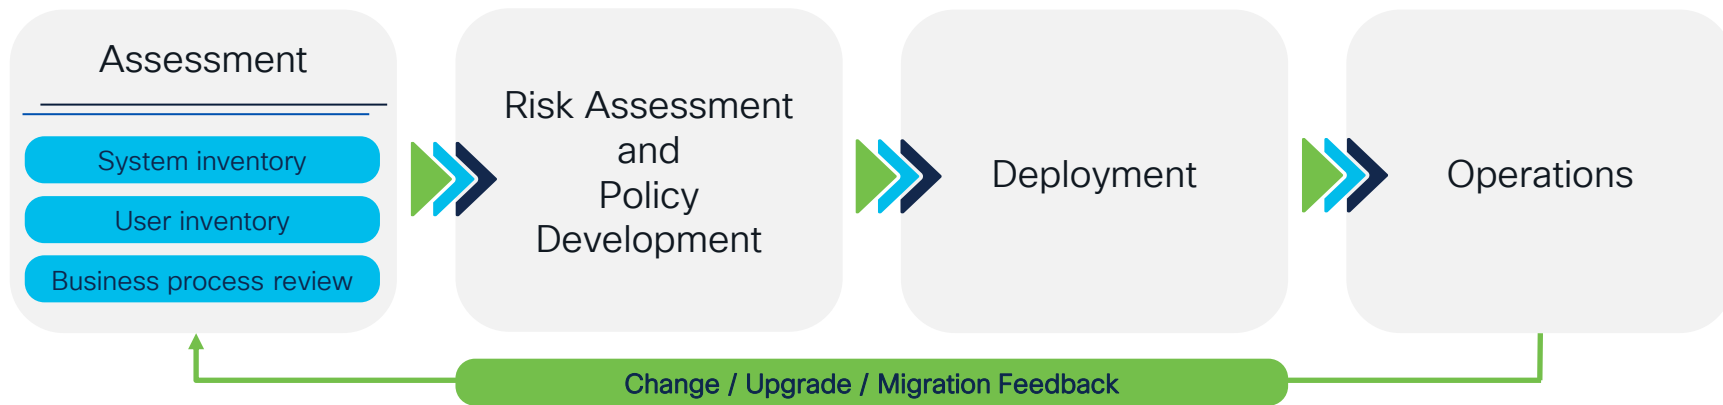 Assessment
System inventory
User inventory
Business process review
Risk Assessment
and
Policy
Development
Deployment
Operations
Change / Upgrade / Migration Feedback